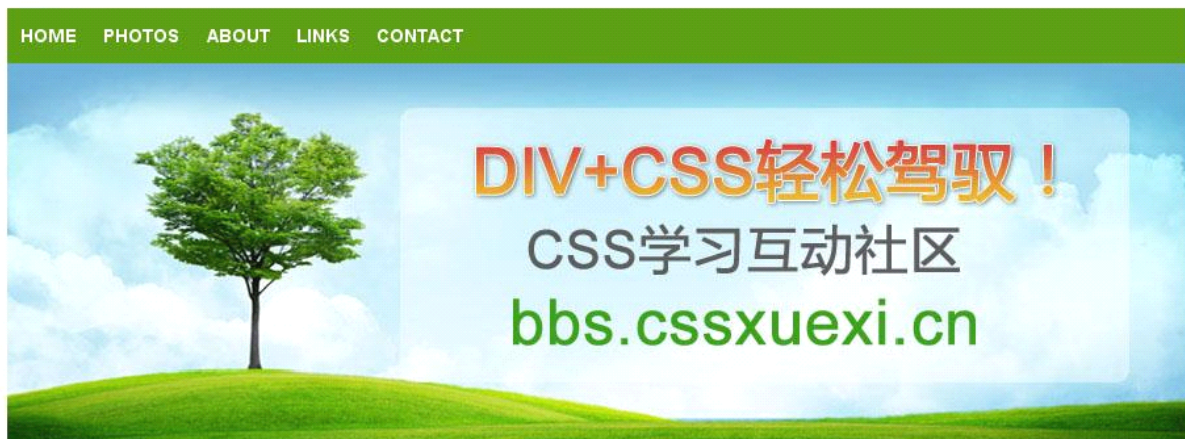 HOME PHOTOS ABOUT LINKS CONTACT
DIV+CSS轻松驾驭！
CSS学习互动社区
bbs.cssxuexi.cn